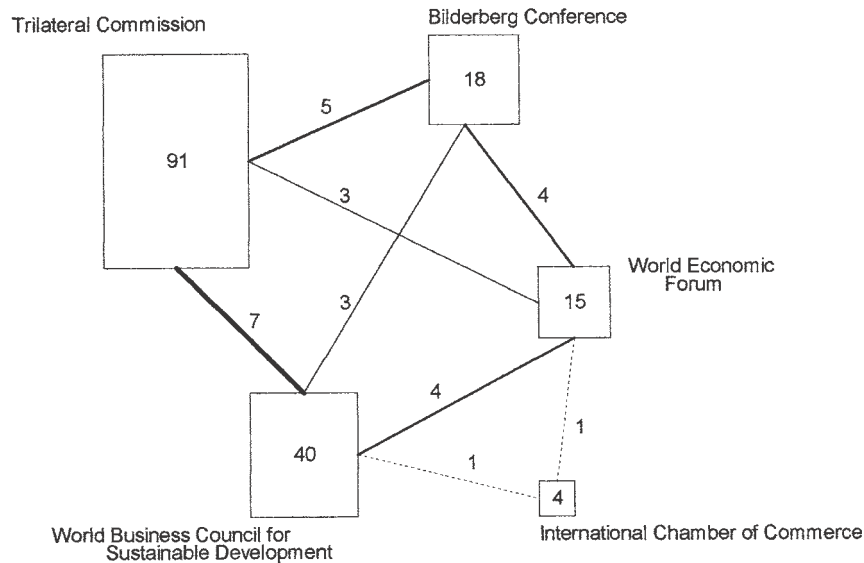 Bilderberg Conference
Trilateral Commission
18
5
91
3
4
World Economic
Forum
15
3
7
4
1
40
1
4
World Business Council for
Sustainable Development
International Chamber of Commerce